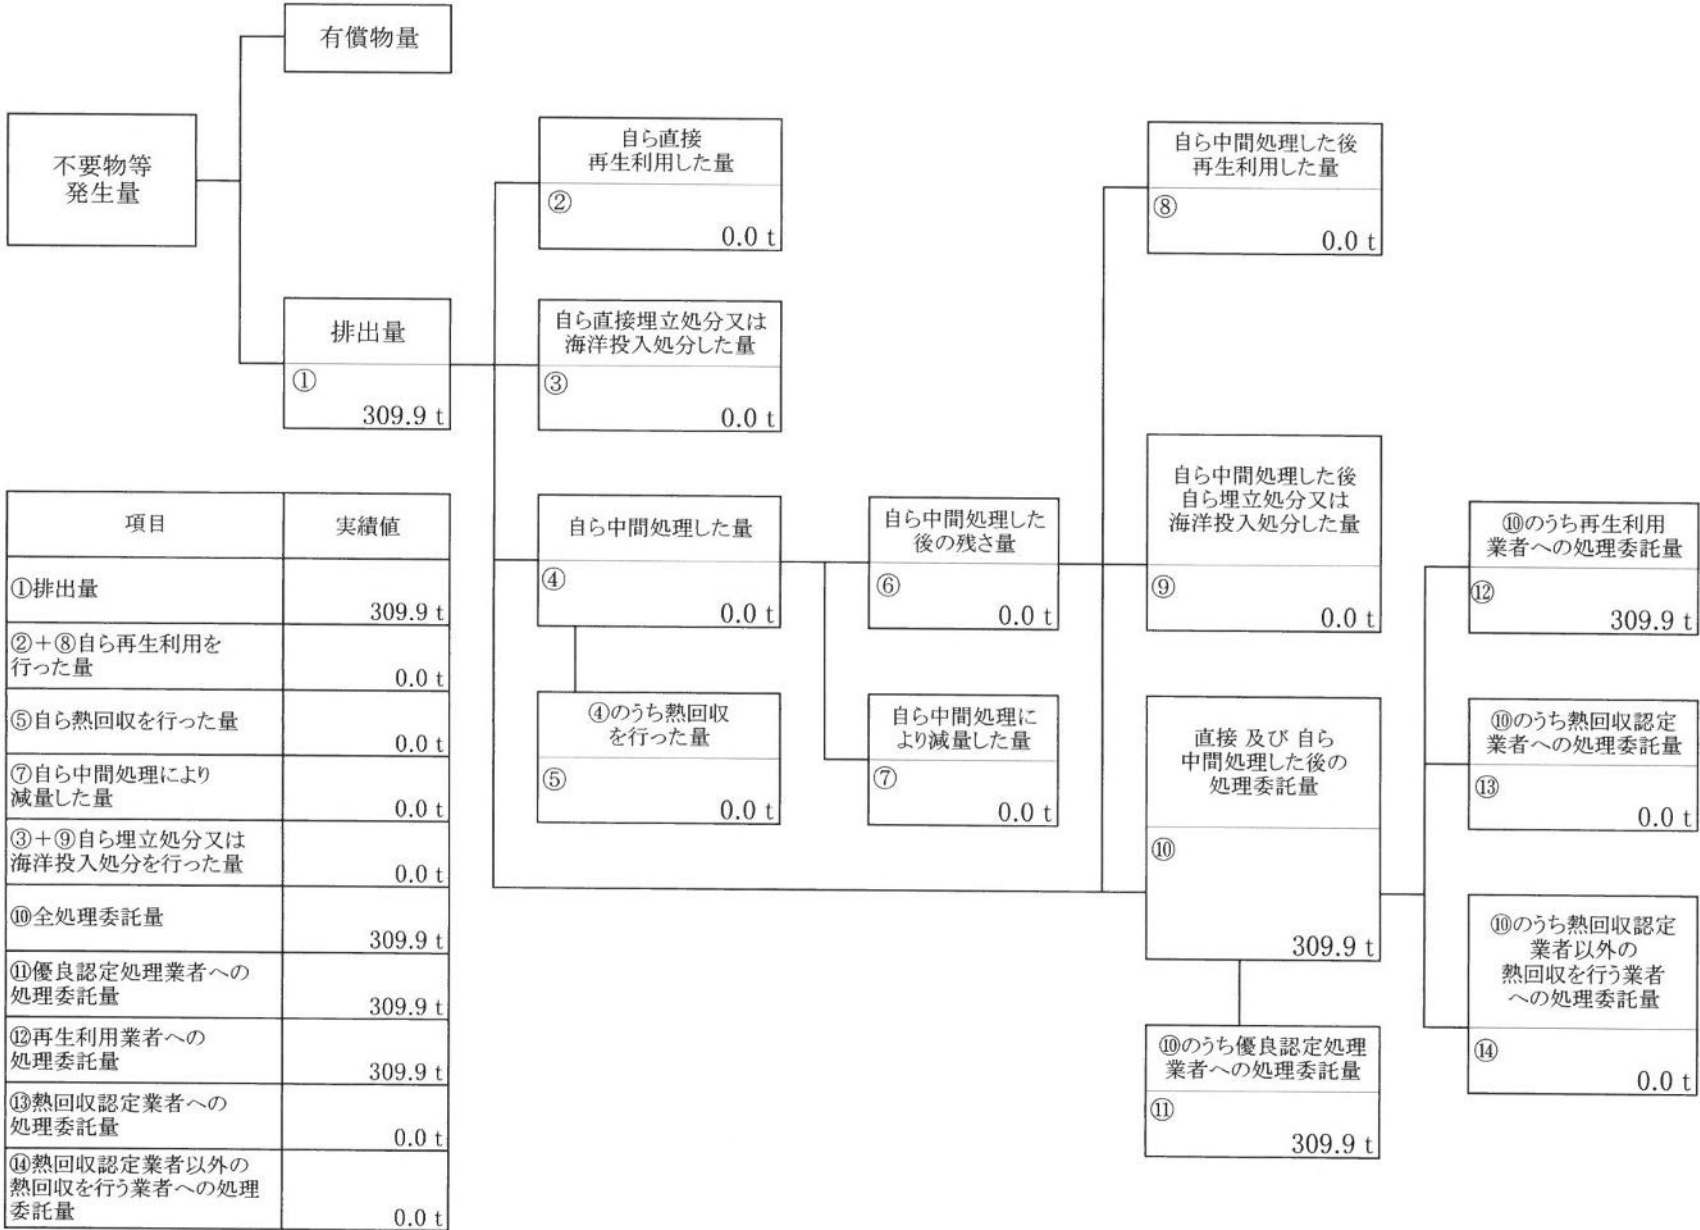 有償物量
不要物等
発生量
排出量
①
309.9 t
自ら直接
再生利用した量
②
0.0 t
自ら直接埋立処分又は
海洋投入処分した量
③
0.0 t
自ら中間処理した量
④
0.0 t
④のうち熱回収
を行った量
⑤
0.0 t
自ら中間処理した
後の残さ量
⑥
0.0 t
自ら中間処理に
より減量した量
⑦
0.0 t
自ら中間処理した後
再生利用した量
⑧
0.0 t
自ら中間処理した後
自ら埋立処分又は
海洋投入処分した量
⑨
0.0 t
直接 及び 自ら
中間処理した後の
処理委託量
⑩
309.9 t
⑩のうち優良認定処理
業者への処理委託量
⑪
309.9 t
⑩のうち再生利用
業者への処理委託量
⑫
309.9 t
⑩のうち熱回収認定
業者への処理委託量
⑬
0.0 t
⑩のうち熱回収認定
業者以外の
熱回収を行う業者
への処理委託量
⑭
0.0 t
項目
実績値
①排出量
309.9 t
②＋⑧自ら再生利用を
行った量
0.0 t
⑤自ら熱回収を行った量
0.0 t
⑦自ら中間処理により
減量した量
0.0 t
③＋⑨自ら埋立処分又は
海洋投入処分を行った量
0.0 t
⑩全処理委託量
309.9 t
⑪優良認定処理業者への
処理委託量
309.9 t
⑫再生利用業者への
処理委託量
309.9 t
⑬熱回収認定業者への
処理委託量
0.0 t
⑭熱回収認定業者以外の
熱回収を行う業者への処理
委託量
0.0 t